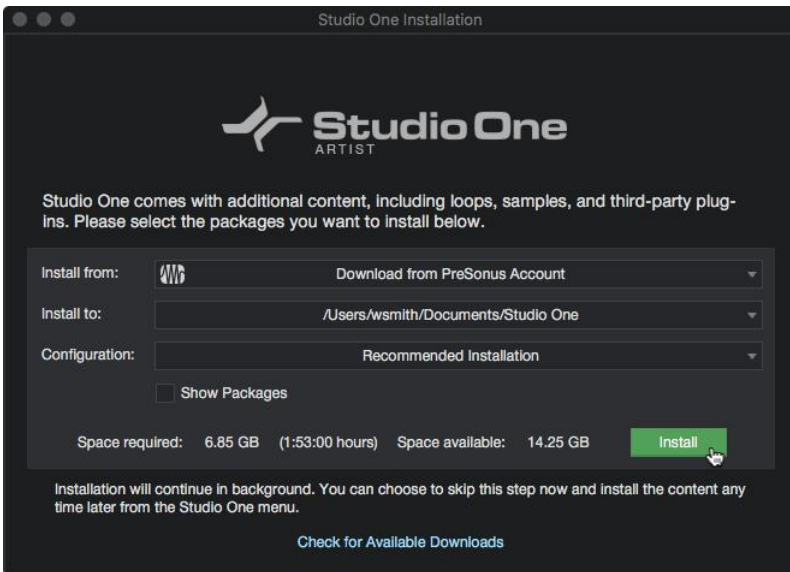 Studio One Installation
Studio One
ARTIST
Studio One comes with additional content, including loops, samples, and third-party plug-
ins. Please select the packages you want to install below.
Install from: Download from PreSonus Account
Install to: /Users/wsmith/Documents/Studio One
Configuration: Recommended Installation
Show Packages
Space required: 6.85 GB (1:53:00 hours) Space available: 14.25 GB Install
Installation will continue in background. You can choose to skip this step now and install the content any
time later from the Studio One menu.
Check for Available Downloads